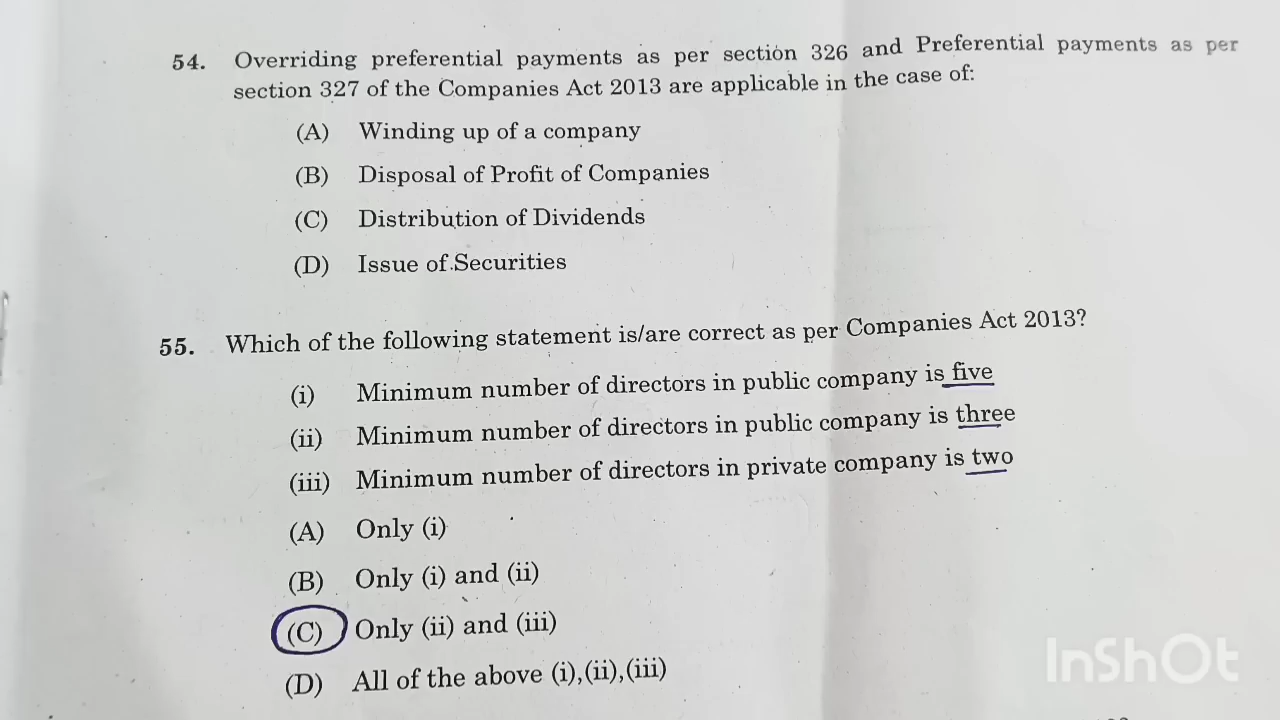 54. Overriding preferential payments as per section 326 and Preferential payments as per
section 327 of the Companies Act 2013 are applicable in the case of:
(A) Winding up of a company
(B) Disposal of Profit of Companies
(C) Distribution of Dividends
(D) Issue of Securities
55. Which of the following statement is/are correct as per Companies Act 2013?
(i) Minimum number of directors in public company is five
(ii) Minimum number of directors in public company is three
(iii) Minimum number of directors in private company is two
(A) Only (i)
(B) Only (i) and (ii)
(C) Only (ii) and (iii)
(D) All of the above (i),(ii),(iii)
InShOt